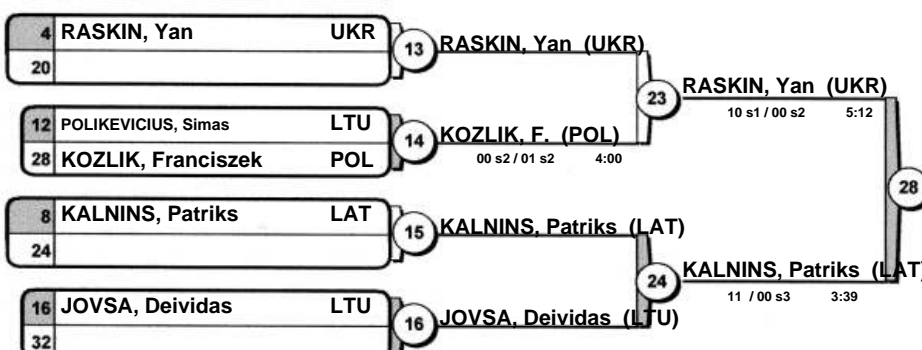 4 RASKIN, Yan UKR
20
13 RASKIN, Yan (UKR)
12 POLIKEVICIUS, Simas LTU
28 KOZLIK, Franciszek POL
14 KOZLIK, F. (POL)
00 s2 / 01 s2 4:00
23 RASKIN, Yan (UKR)
10 s1 / 00 s2 5:12
8 KALNINS, Patriks LAT
24
15 KALNINS, Patriks (LAT)
16 JOVSA, Deividas LTU
32
16 JOVSA, Deividas (LTU)
24 KALNINS, Patriks (LAT)
11 / 00 s3 3:39
28